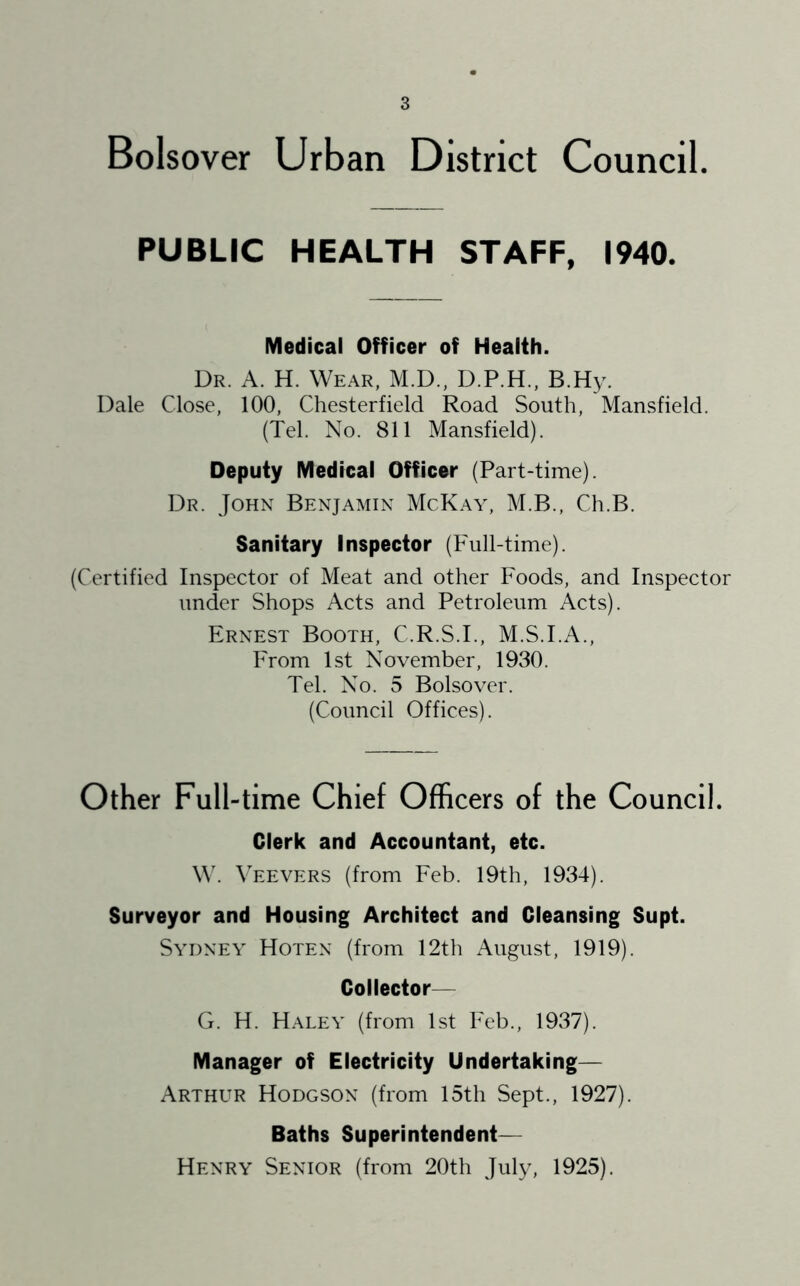 3
Bolsover Urban District Council.
PUBLIC HEALTH STAFF, 1940.
Medical Officer of Health.
Dr. A. H. Wear, M.D., D.P.H., B.Hy.
Dale Close, 100, Chesterfield Road South, Mansfield.
(Tel. No. 811 Mansfield).
Deputy Medical Officer (Part-time).
Dr. John Benjamin McKay, M.B., Ch.B.
Sanitary Inspector (Full-time).
(Certified Inspector of Meat and other Foods, and Inspector
under Shops Acts and Petroleum Acts).
Ernest Booth, C.R.S.I., M.S.I.A.,
From 1st November, 1930.
Tel. No. 5 Bolsover.
(Council Offices).
Other Full-time Chief Officers of the Council.
Clerk and Accountant, etc.
W. Veevers (from Feb. 19th, 1934).
Surveyor and Housing Architect and Cleansing Supt.
Sydney Hoten (from 12th August, 1919).
Collector—
G. H. Haley (from 1st Feb., 1937).
Manager of Electricity Undertaking—
Arthur Hodgson (from 15th Sept., 1927).
Baths Superintendent—
Henry Senior (from 20th July, 1925).